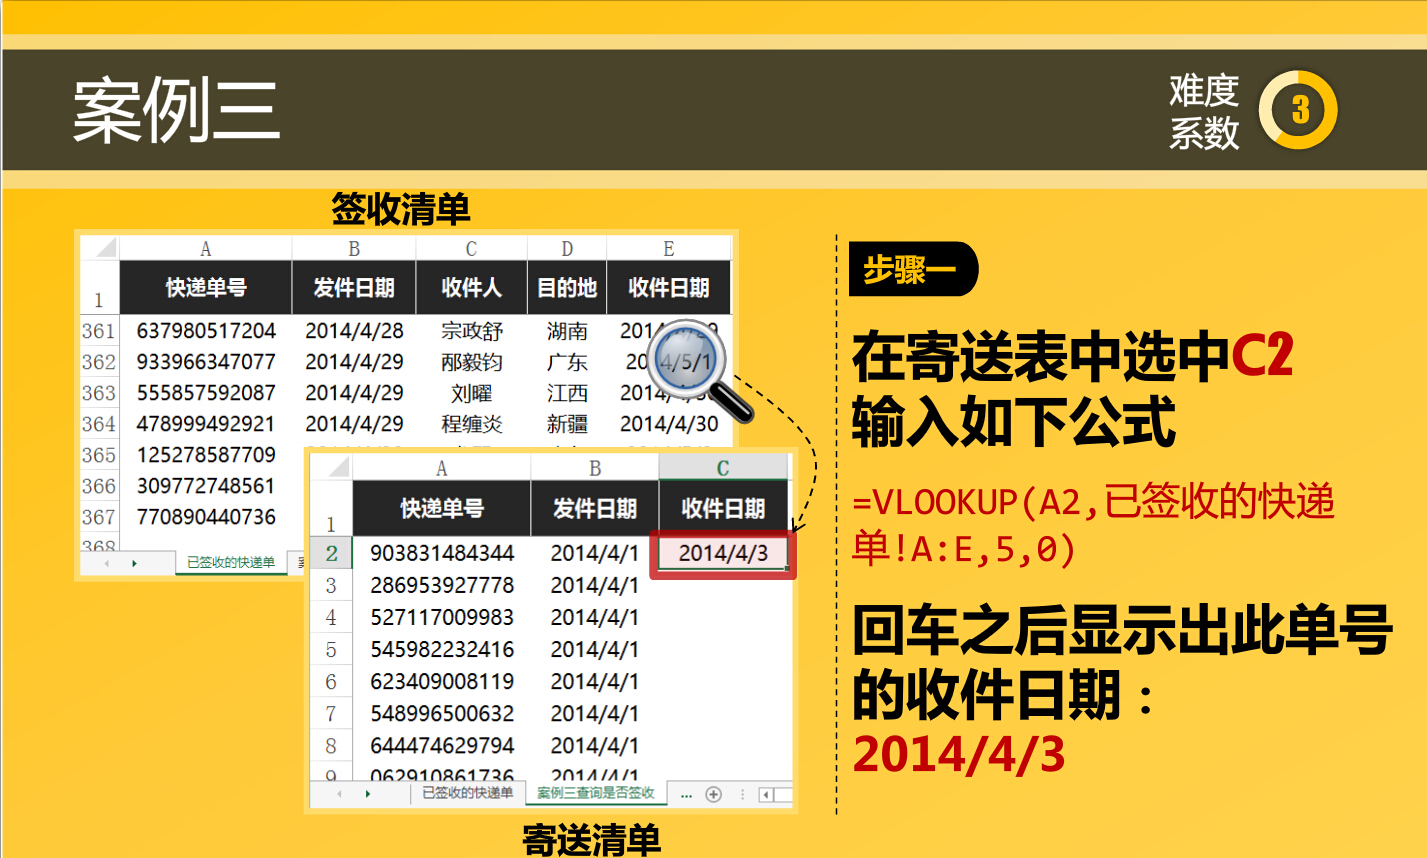 案例三
难度
系数
3
签收清单
A B C D E
1 快递单号 发件日期 收件人 目的地 收件日期
361 637980517204 2014/4/28 宗政舒 湖南
362 933966347077 2014/4/29 邴毅钧 广东 2014/5/1
363 555857592087 2014/4/29 刘曜 江西
364 478999492921 2014/4/29 程缠炎 新疆 2014/4/30
365 125278587709
366 309772748561
367 770890440736
368
已签收的快递单
寄送清单
A B C
1 快递单号 发件日期 收件日期
2 903831484344 2014/4/1 2014/4/3
3 286953927778 2014/4/1
4 527117009983 2014/4/1
5 545982232416 2014/4/1
6 623409008119 2014/4/1
7 548996500632 2014/4/1
8 644474629794 2014/4/1
9 062910861736 2014/4/1
已签收的快递单 案例三查询是否签收 ...
步骤一
在寄送表中选中C2
输入如下公式
=VLOOKUP(A2,已签收的快递
单!A:E,5,0)
回车之后显示出此单号
的收件日期：
2014/4/3